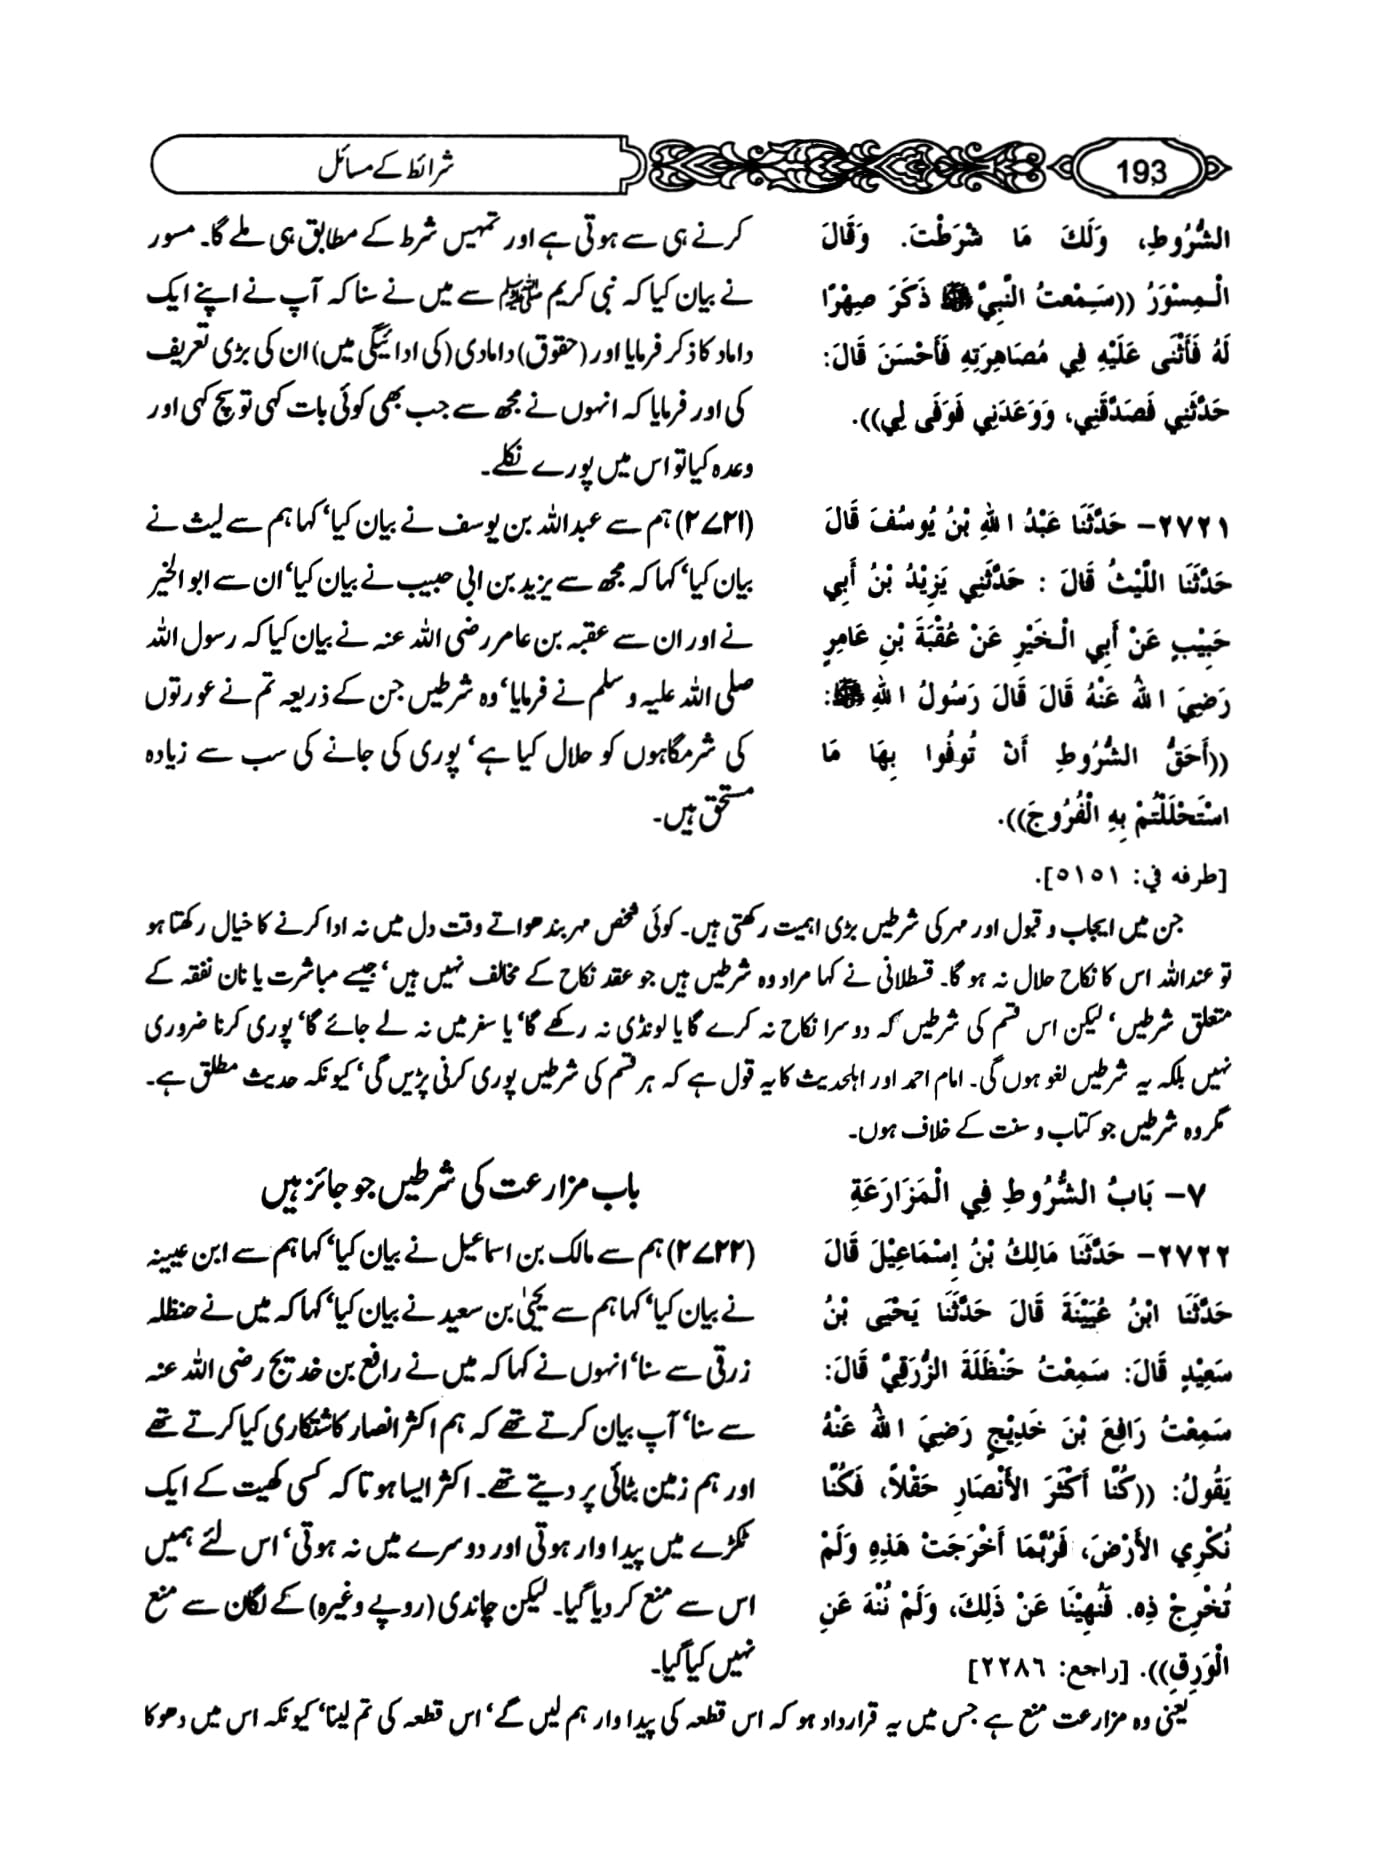 193
شرائط کے مسائل
الشُّرُوطِ، وَلَكَ مَا شَرَطْتَ. وَقَالَ
الْمِسْوَرُ ((سَمِعْتُ النَّبِيَّ ﷺ ذَكَرَ صِهْرًا
لَهُ فَأَثْنَى عَلَيْهِ فِي مُصَاهِرَتِهِ فَأَحْسَنَ قَالَ:
حَدَّثَنِي فَصَدَّقَنِي، وَوَعَدَنِي فَوَفَى لِي)).
کرنے ہی سے ہوتی ہے اور تمہیں شرط کے مطابق ہی ملے گا۔ مسور
نے بیان کیا کہ نبی کریم ﷺ سے میں نے سنا کہ آپ نے اپنے ایک
داماد کا ذکر فرمایا اور (حقوق) دامادی (کی ادائیگی میں) ان کی بڑی تعریف
کی اور فرمایا کہ انہوں نے مجھ سے جب بھی کوئی بات کہی تو سچ کہی اور
وعدہ کیا تو اس میں پورے نکلے۔
٢٧٢١- حَدَّثَنَا عَبْدُ اللهِ بْنُ يُوسُفَ قَالَ
حَدَّثَنَا اللَّيْثُ قَالَ : حَدَّثَنِي يَزِيْدُ بْنُ أَبِي
حَبِيْبٍ عَنْ أَبِي الْخَيْرِ عَنْ عُقْبَةَ بْنِ عَامِرٍ
رَضِيَ اللهُ عَنْهُ قَالَ قَالَ رَسُولُ اللهِ ﷺ:
((أَحَقُّ الشُّرُوطِ أَنْ تُوفُوا بِهَا مَا
اسْتَحْلَلْتُمْ بِهِ الْفُرُوجَ)).
[طرفه في: ٥١٥١].
(۲۷۲۱) ہم سے عبداللہ بن یوسف نے بیان کیا‘ کہا ہم سے لیث نے
بیان کیا‘ کہا کہ مجھ سے یزید بن ابی حبیب نے بیان کیا‘ ان سے ابو الخیر
نے اور ان سے عقبہ بن عامر رضی اللہ عنہ نے بیان کیا کہ رسول اللہ
صلی اللہ علیہ و سلم نے فرمایا‘ وہ شرطیں جن کے ذریعہ تم نے عورتوں
کی شرمگاہوں کو حلال کیا ہے‘ پوری کی جانے کی سب سے زیادہ
مستحق ہیں۔
جن میں ایجاب و قبول اور مہر کی شرطیں بڑی اہمیت رکھتی ہیں۔ کوئی شخص مہر بندھواتے وقت دل میں نہ ادا کرنے کا خیال رکھتا ہو
تو عنداللہ اس کا نکاح حلال نہ ہو گا۔ قسطلانی نے کہا مراد وہ شرطیں ہیں جو عقد نکاح کے مخالف نہیں ہیں‘ جیسے مباشرت یا نان نفقہ کے
متعلق شرطیں‘ لیکن اس قسم کی شرطیں کہ دوسرا نکاح نہ کرے گا یا لونڈی نہ رکھے گا‘ یا سفر میں نہ لے جائے گا‘ پوری کرنا ضروری
نہیں بلکہ یہ شرطیں لغو ہوں گی۔ امام احمد اور اہلحدیث کا یہ قول ہے کہ ہر قسم کی شرطیں پوری کرنی پڑیں گی‘ کیونکہ حدیث مطلق ہے۔
مگر وہ شرطیں جو کتاب و سنت کے خلاف ہوں۔
٧- بَابُ الشُّرُوطِ فِي الْمَزَارَعَةِ
باب مزارعت کی شرطیں جو جائز ہیں
٢٧٢٢- حَدَّثَنَا مَالِكُ بْنُ إِسْمَاعِيْلَ قَالَ
حَدَّثَنَا ابْنُ عُيَيْنَةَ قَالَ حَدَّثَنَا يَحْيَى بْنُ
سَعِيْدٍ قَالَ: سَمِعْتُ حَنْظَلَةَ الزُّرَقِيَّ قَالَ:
سَمِعْتُ رَافِعَ بْنَ خَدِيْجٍ رَضِيَ اللهُ عَنْهُ
يَقُولُ: ((كُنَّا أَكْثَرَ الأَنْصَارِ حَقْلاً، فَكُنَّا
نُكْرِي الأَرْضَ، فَرُبَّمَا أَخْرَجَتْ هَذِهِ وَلَمْ
تُخْرِجْ ذِه. فَنُهِيْنَا عَنْ ذَلِكَ، وَلَمْ نُنْهَ عَنِ
الْوَرِقِ)). [راجع: ٢٢٨٦]
(۲۷۲۲) ہم سے مالک بن اسماعیل نے بیان کیا‘ کہا ہم سے ابن عیینہ
نے بیان کیا‘ کہا ہم سے یحییٰ بن سعید نے بیان کیا‘ کہا کہ میں نے حنظلہ
زرقی سے سنا‘ انہوں نے کہا کہ میں نے رافع بن خدیج رضی اللہ عنہ
سے سنا‘ آپ بیان کرتے تھے کہ ہم اکثر انصار کاشتکاری کیا کرتے تھے
اور ہم زمین بٹائی پر دیتے تھے۔ اکثر ایسا ہوتا کہ کسی کھیت کے ایک
ٹکڑے میں پیداوار ہوتی اور دوسرے میں نہ ہوتی‘ اس لئے ہمیں
اس سے منع کر دیا گیا۔ لیکن چاندی (روپے وغیرہ) کے لگان سے منع
نہیں کیا گیا۔
یعنی وہ مزارعت منع ہے جس میں یہ قرارداد ہو کہ اس قطعہ کی پیداوار ہم لیں گے‘ اس قطعہ کی تم لینا‘ کیونکہ اس میں دھوکا